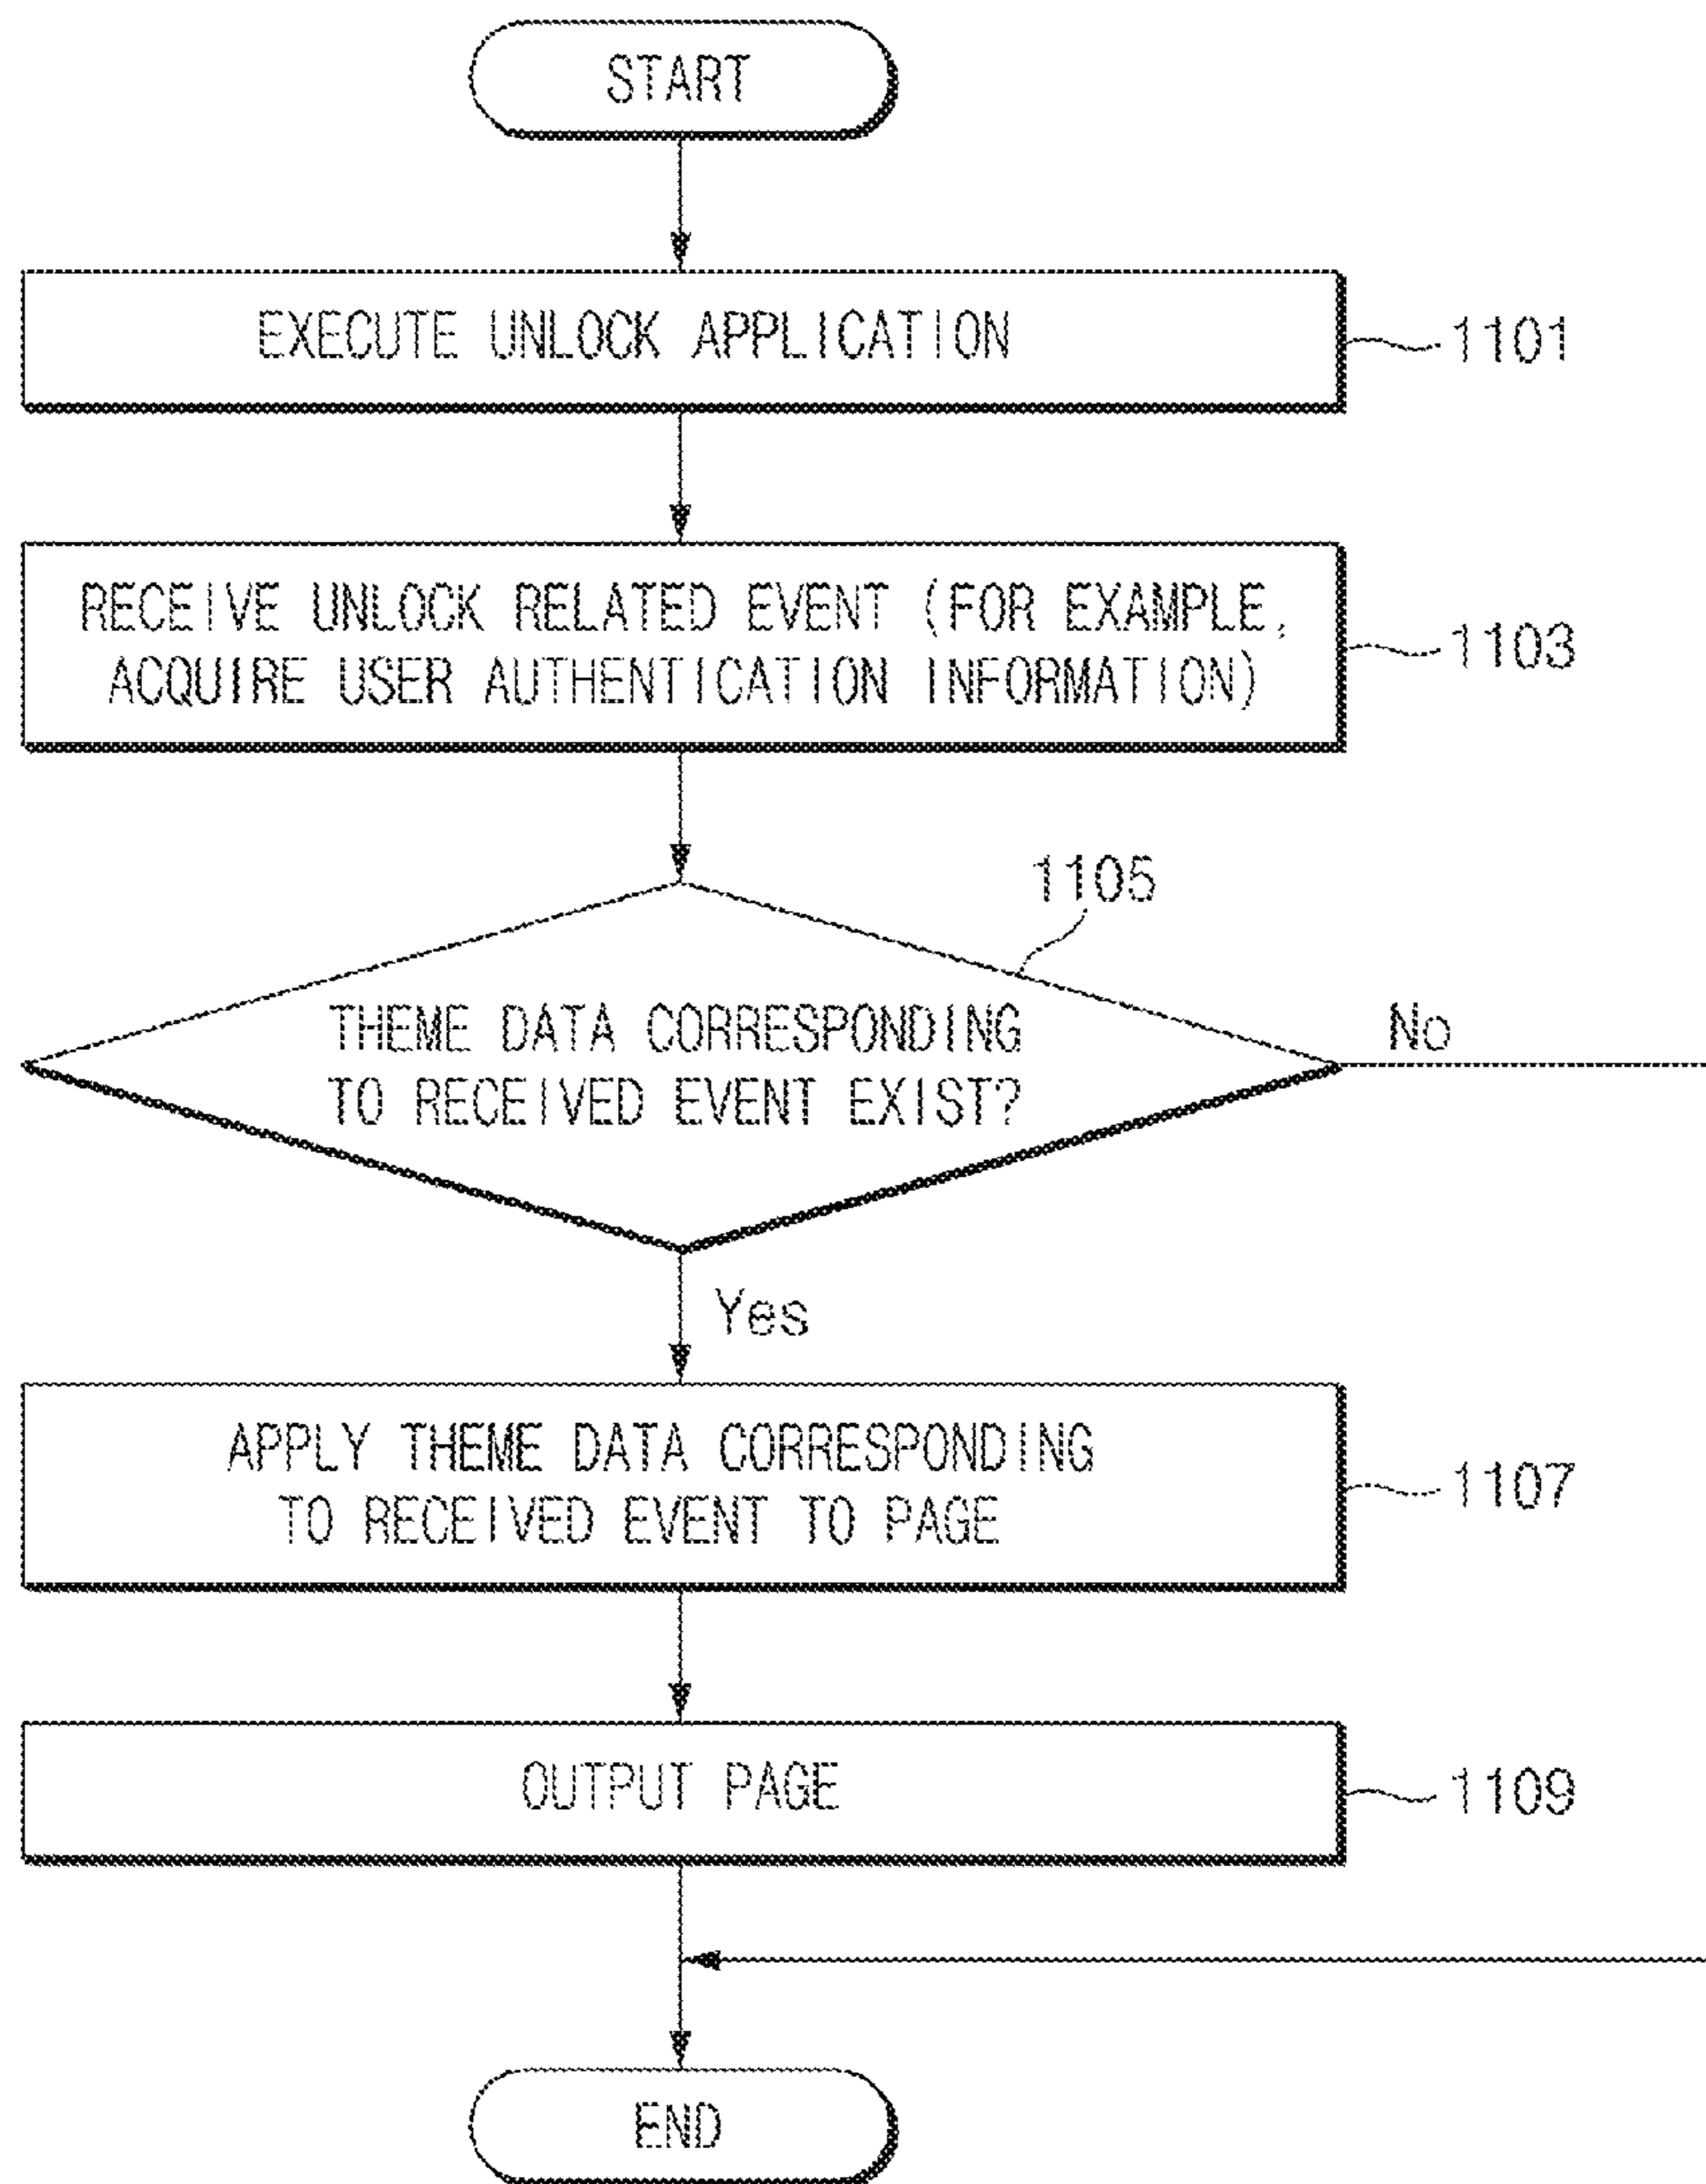 START
EXECUTE UNLOCK APPLICATION
1101
RECEIVE UNLOCK RELATED EVENT (FOR EXAMPLE,
ACQUIRE USER AUTHENTICATION INFORMATION)
1103
1105
THEME DATA CORRESPONDING
TO RECEIVED EVENT EXIST?
No
Yes
APPLY THEME DATA CORRESPONDING
TO RECEIVED EVENT TO PAGE
1107
OUTPUT PAGE
1109
END